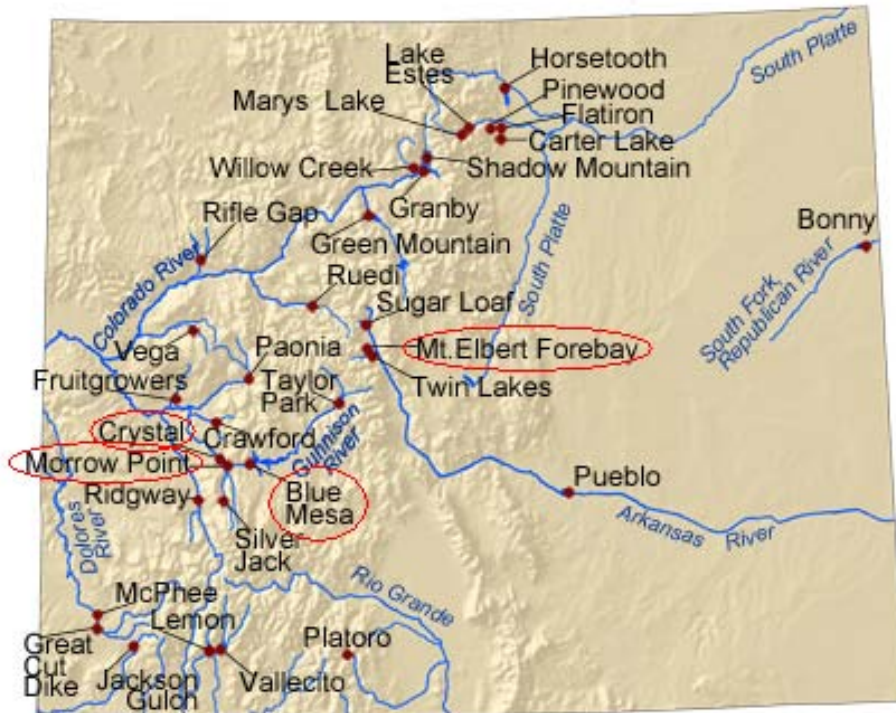 Lake
Estes
Horsetooth
South Platte
Pinewood
Marys Lake
Flatiron
Carter Lake
Willow Creek
Shadow Mountain
Granby
Rifle Gap
Green Mountain
Bonny
Colorado River
Ruedi
South Platte
South Fork,
Republican River
Sugar Loaf
Vega
Paonia
Mt.Elbert Forebay
Fruitgrowers
Taylor
Park
Twin Lakes
Crystal
Crawford
Gunnison
River
Morrow Point
Pueblo
Ridgway
Blue
Mesa
Dolores
River
Silver
Jack
Arkansas River
Rio Grande
McPhee
Lemon
Great
Cut
Dike
Platoro
Jackson
Gulch
Vallecito